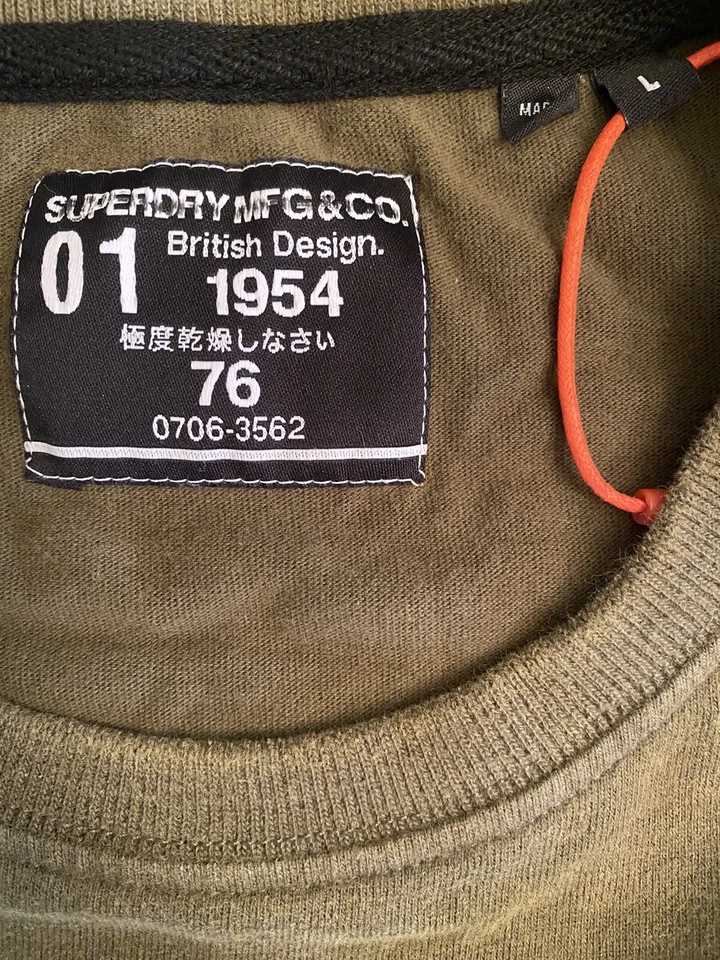 SUPERDRY MFG & CO.
01 British Design.
1954
極度乾燥しなさい
76
0706-3562
L